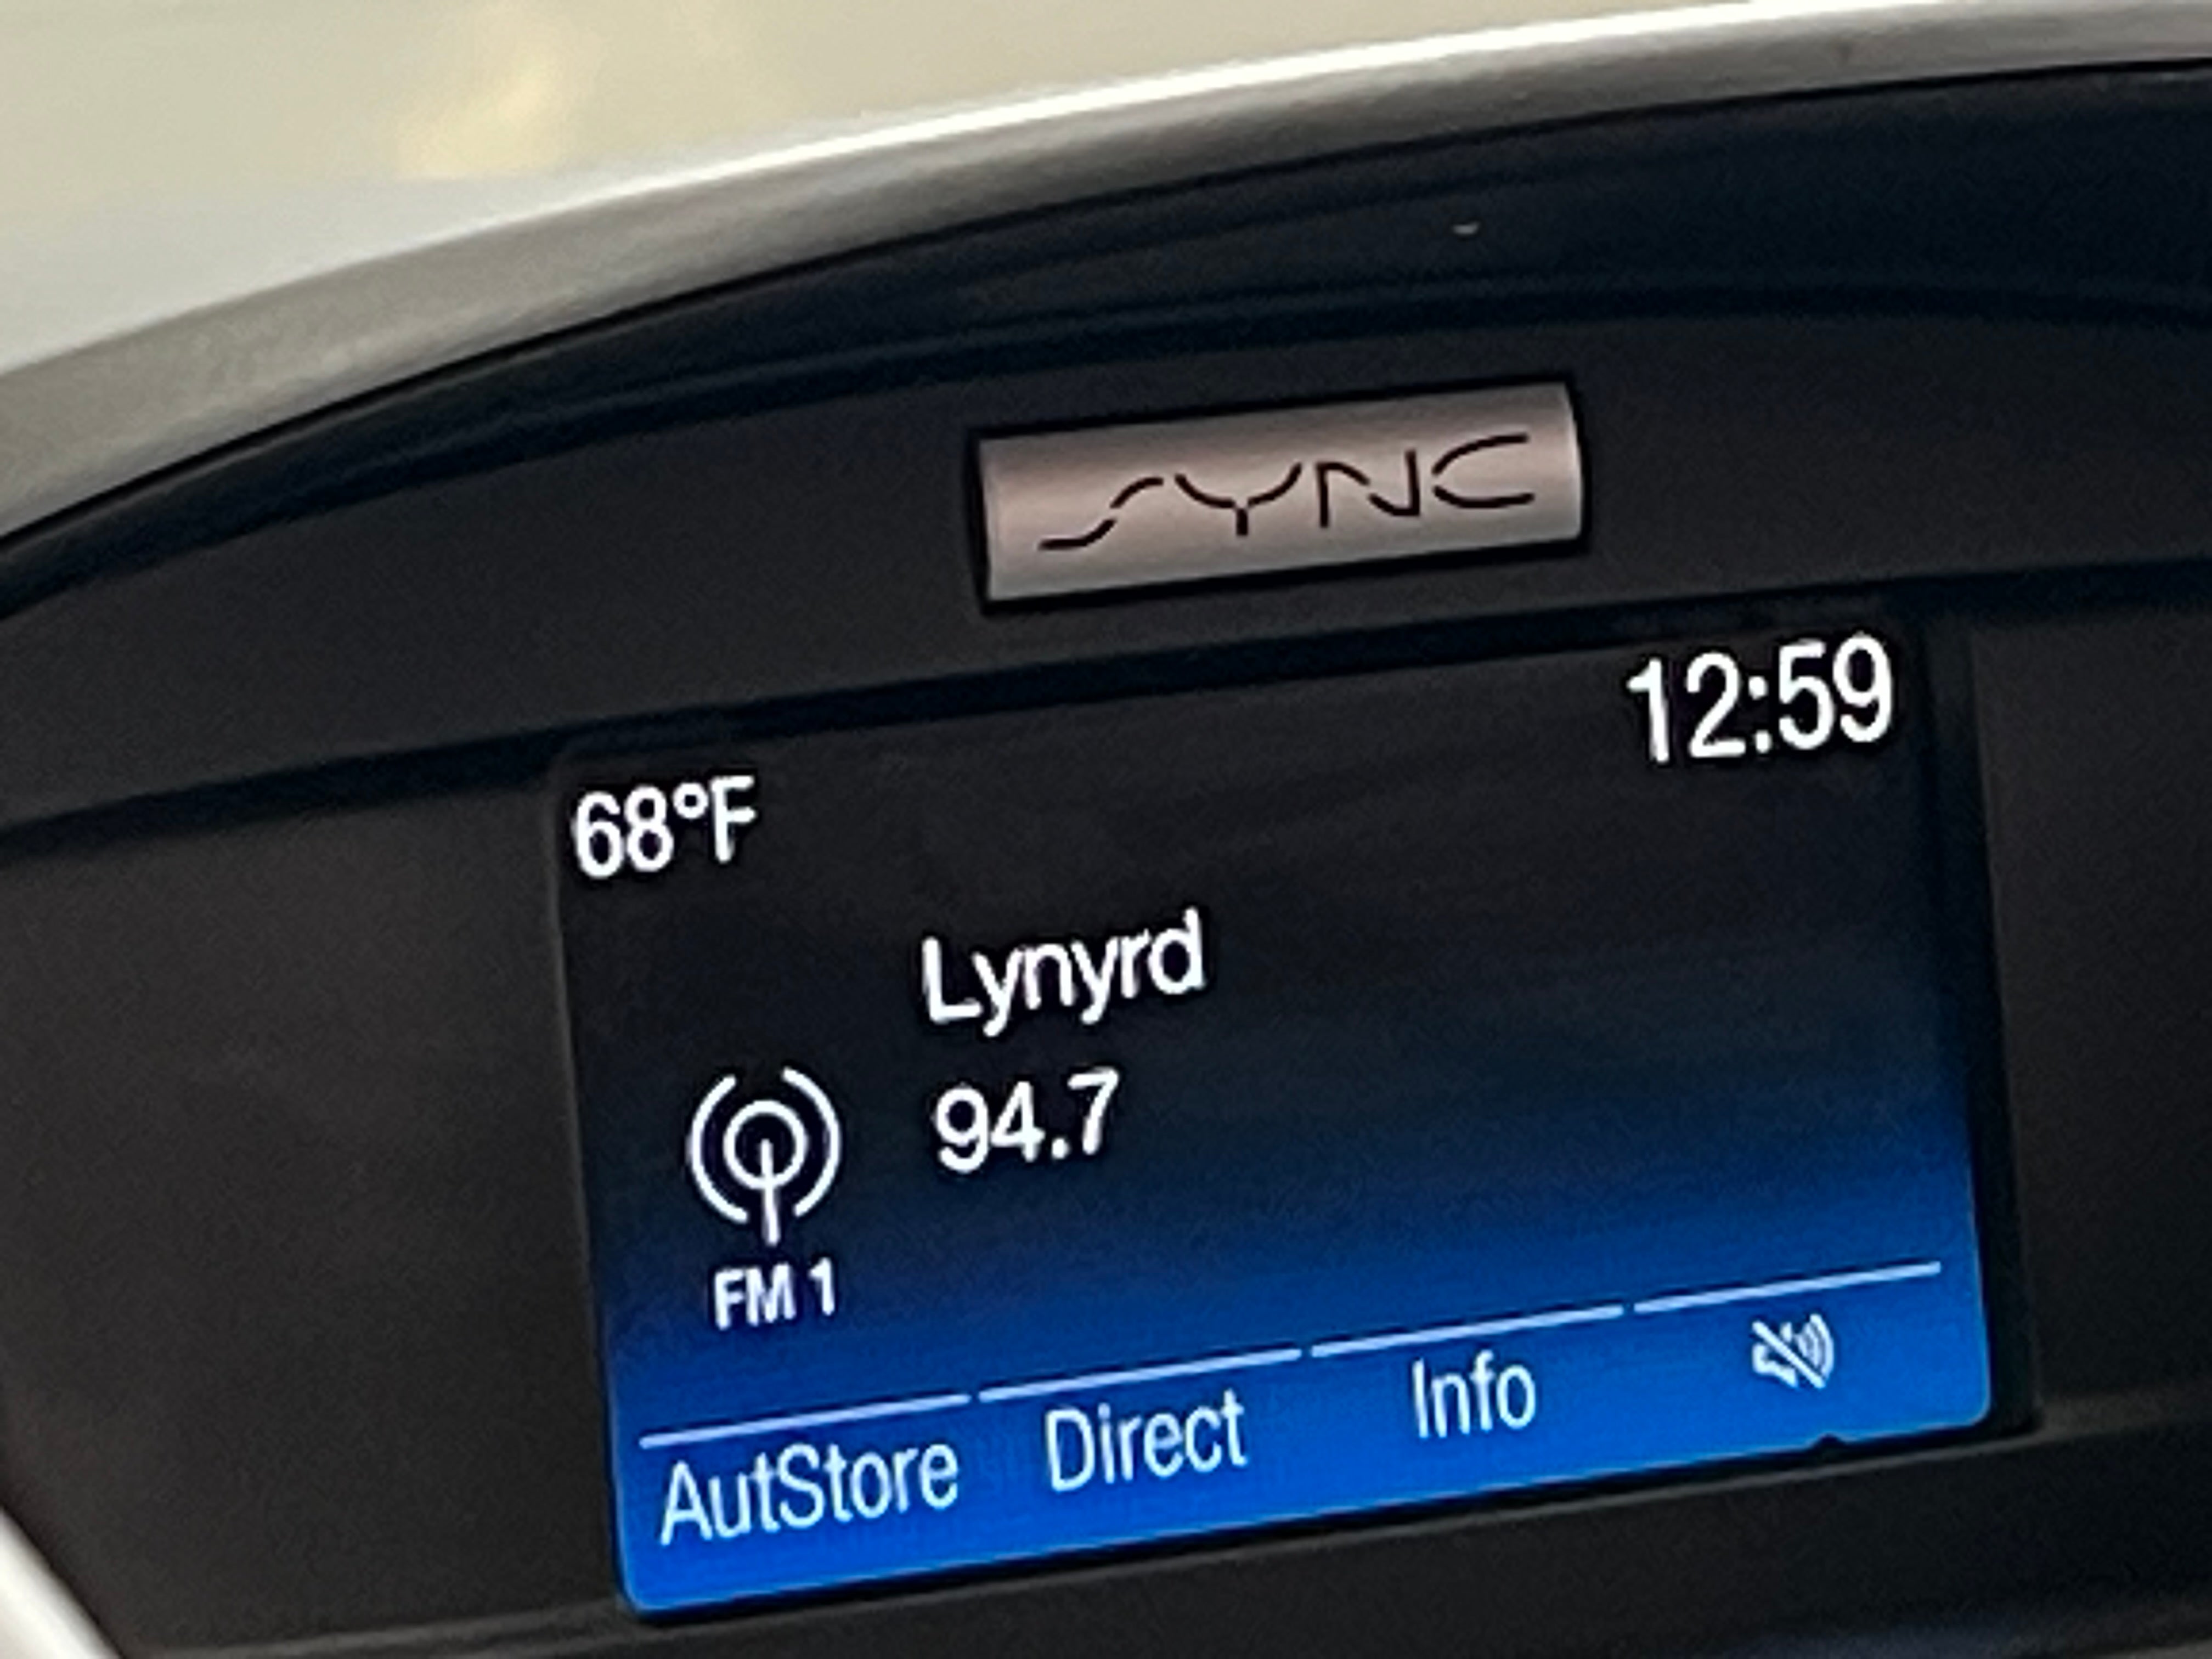 SYNC
68°F 12:59
Lynyrd
94.7
FM 1
AutStore Direct Info